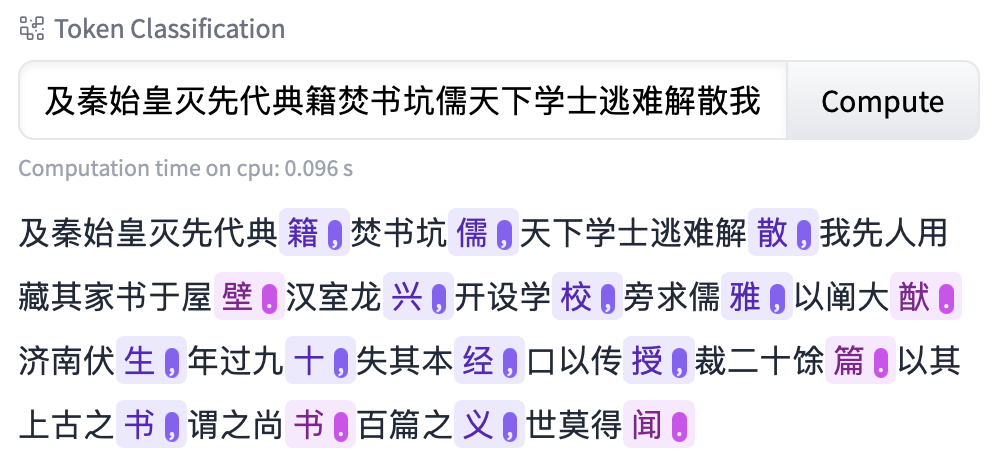 Token Classification
及秦始皇灭先代典籍焚书坑儒天下学士逃难解散我
Compute
Computation time on cpu: 0.096 s
及秦始皇灭先代典籍,焚书坑儒,天下学士逃难解散,我先人用
藏其家书于屋壁.汉室龙兴,开设学校,旁求儒雅,以阐大猷.
济南伏生,年过九十,失其本经,口以传授,裁二十馀篇.以其
上古之书,谓之尚书.百篇之义,世莫得闻.